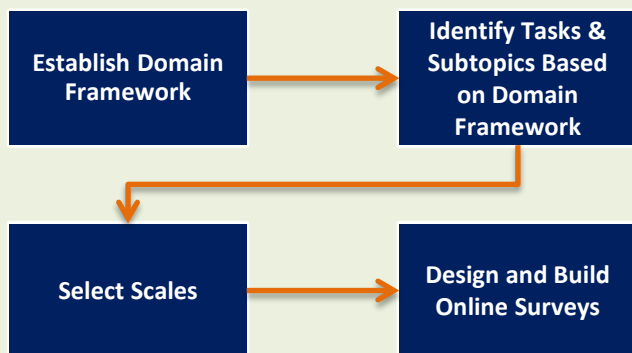 Establish Domain
Framework
Identify Tasks &
Subtopics Based
on Domain
Framework
Select Scales
Design and Build
Online Surveys